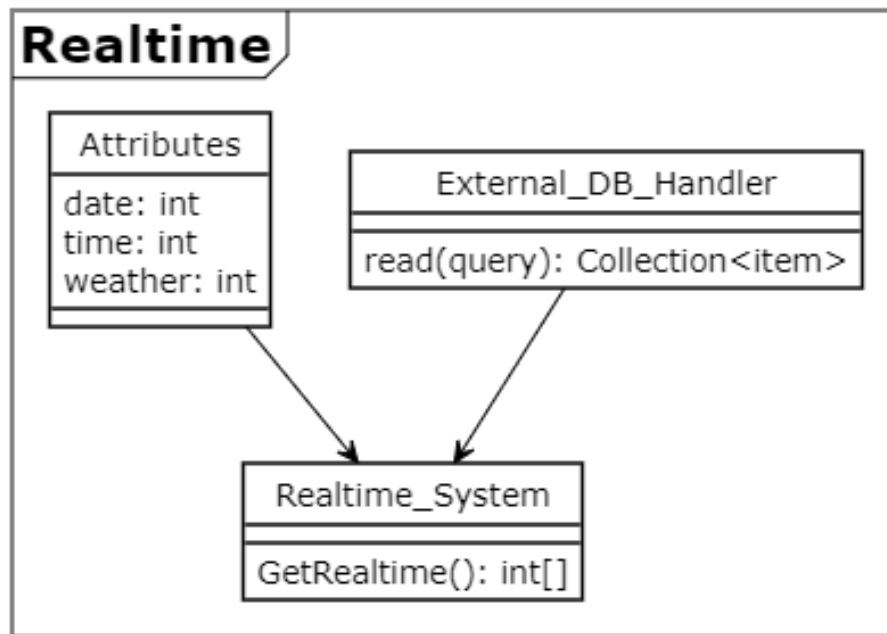 Realtime
Attributes
date: int
time: int
weather: int
External_DB_Handler
read(query): Collection<item>
Realtime_System
GetRealtime(): int[]